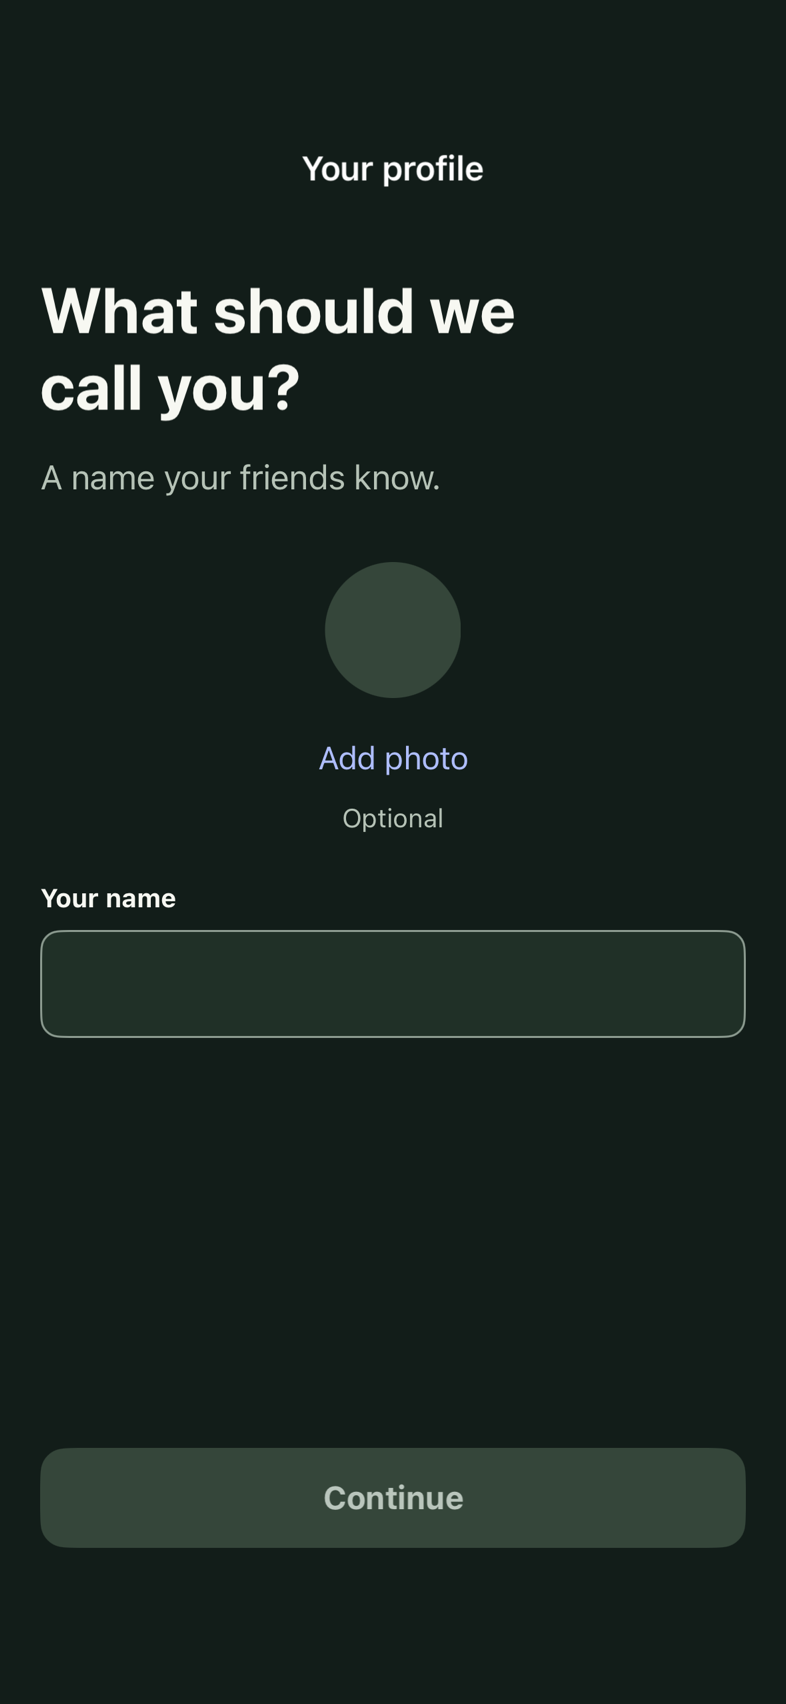 Your profile
What should we
call you?
A name your friends know.
Add photo
Optional
Your name
Continue